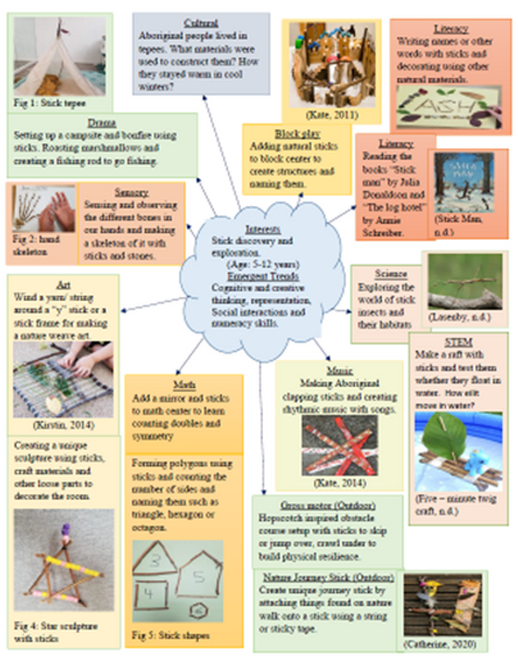 Cultural
Aboriginal people lived in
tepees. What materials were
used to construct them? How
they stayed warm in cool
winters?
Fig 1: Stick tepee
(Kate, 2011)
Literacy
Writing names or other
words with sticks and
decorating using other
natural materials.
ASH
Drama
Setting up a campsite and bonfire using
sticks. Roasting marshmallows and
creating a fishing rod to go fishing.
Block play
Adding natural sticks
to block center to
create structures and
naming them.
Literacy
Reading the
books "Stick
man" by Julia
Donaldson and
"The log hotel"
by Annie
Schreiber.
STICK
MAN
(Stick Man,
n.d.)
Sensory
Sensing and observing
the different bones in
our hands and making
a skeleton of it with
sticks and stones.
Fig 2: hand
skeleton
Interests
Stick discovery and
exploration.
(Age: 5-12 years)
Emergent Trends
Cognitive and creative
thinking, representation,
Social interactions and
numeracy skills.
Science
Exploring the
world of stick
insects and
their habitats
(Lasenby, n.d.)
Art
Wind a yarn/ string
around a "y" stick or a
stick frame for making
a nature weave art.
(Kirstin, 2014)
Creating a unique
sculpture using sticks,
craft materials and
other loose parts to
decorate the room.
Fig 4: Star sculpture
with sticks
Math
Add a mirror and sticks
to math center to learn
counting doubles and
symmetry
Forming polygons using
sticks and counting the
number of sides and
naming them such as
triangle, hexagon or
octagon.
3
5
4
6
Fig 5: Stick shapes
Music
Making Aboriginal
clapping sticks and creating
rhythmic music with songs.
(Kate, 2014)
STEM
Make a raft with
sticks and test them
whether they float in
water. How will it
move in water?
(Five – minute twig
craft, n.d.)
Gross motor (Outdoor)
Hopscotch inspired obstacle
course setup with sticks to skip
or jump over, crawl under to
build physical resilience.
Nature Journey Stick (Outdoor)
Create unique journey stick by
attaching things found on nature
walk onto a stick using a string
or sticky tape.
(Catherine, 2020)